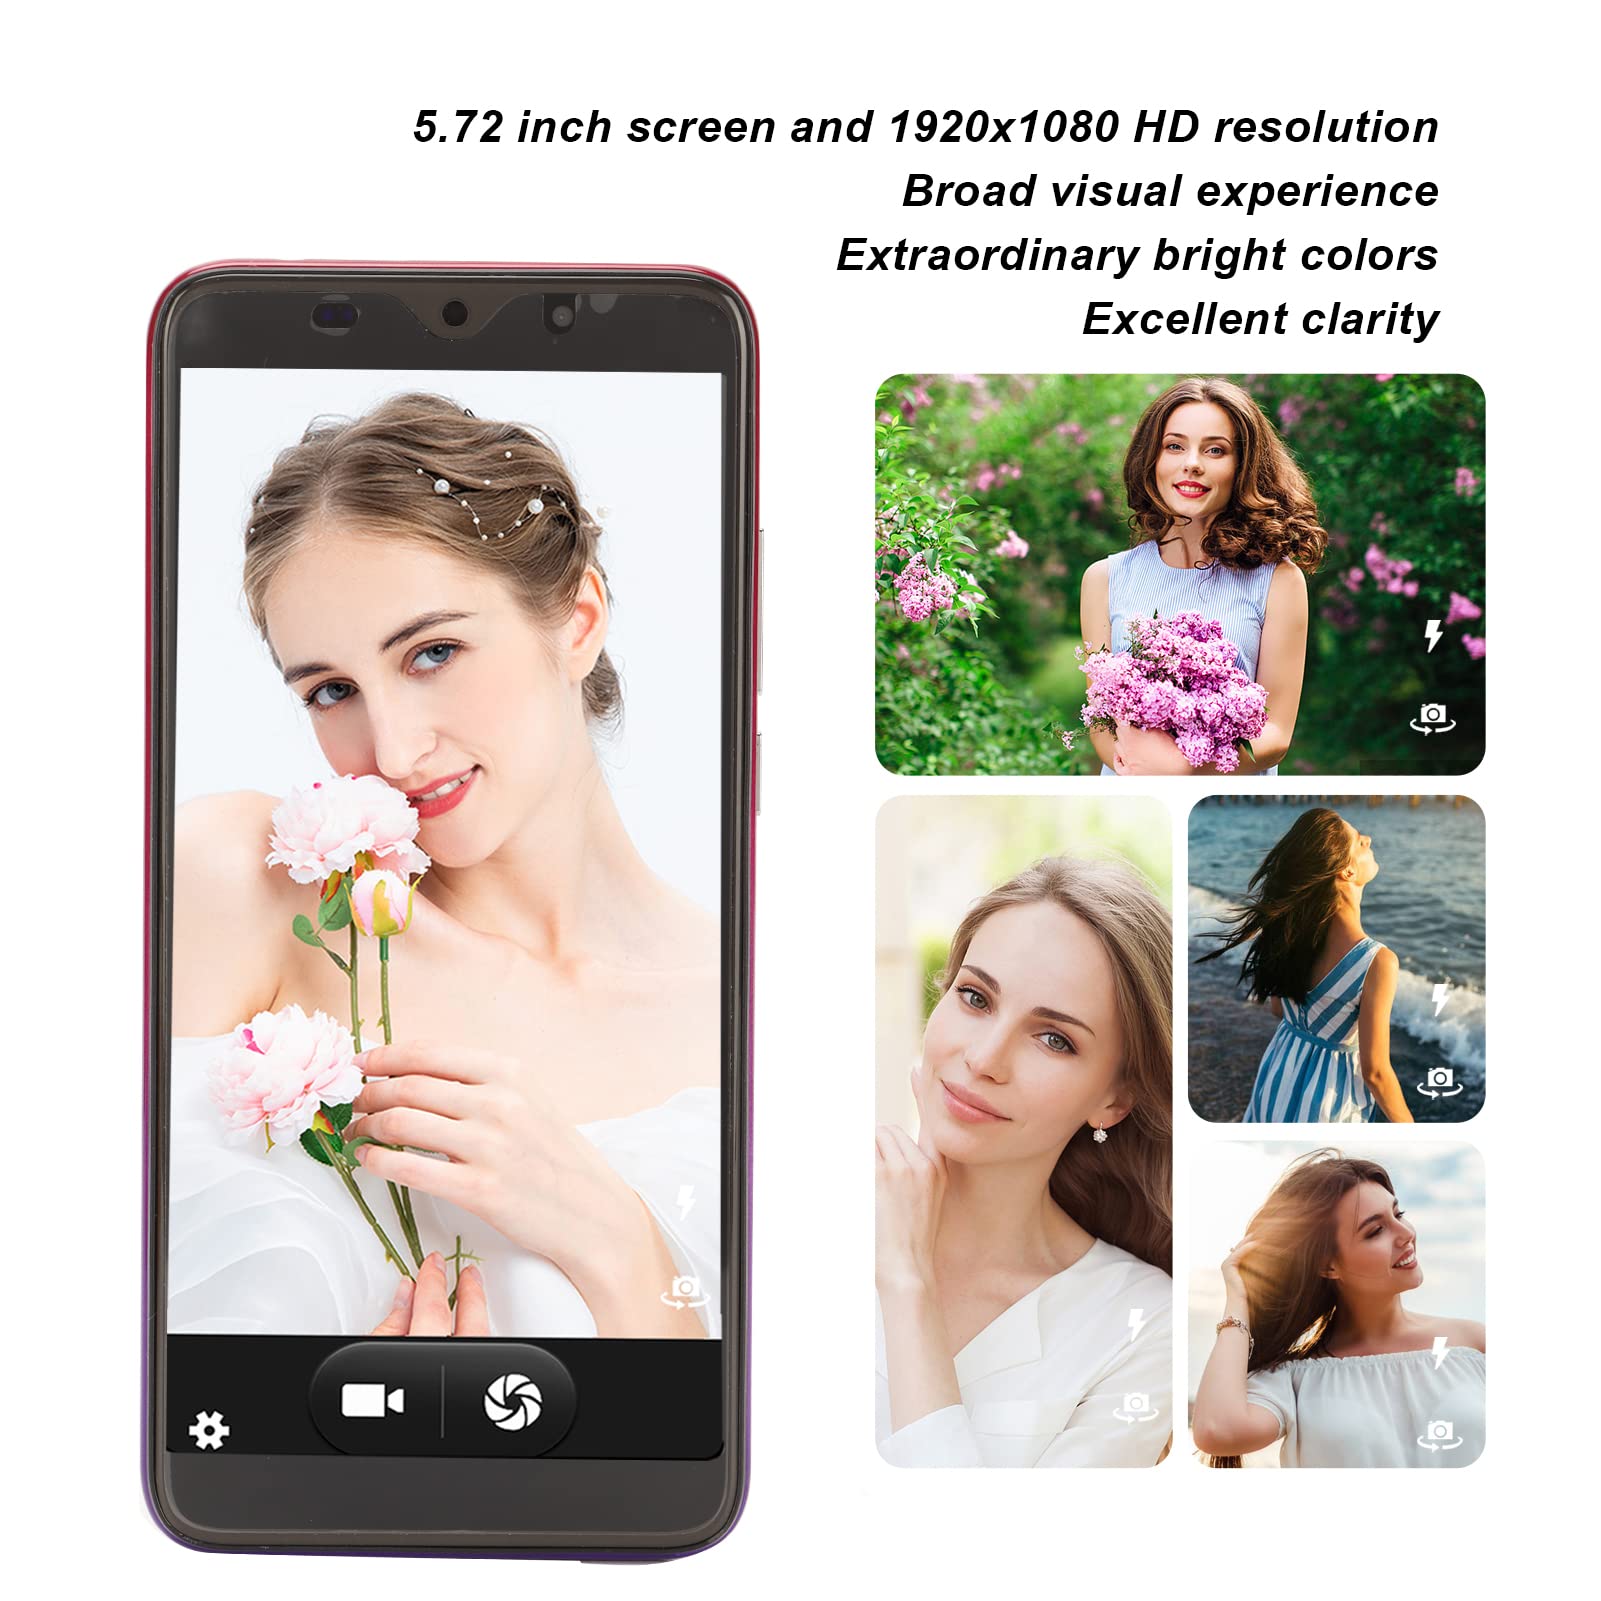 5.72 inch screen and 1920x1080 HD resolution
Broad visual experience
Extraordinary bright colors
Excellent clarity